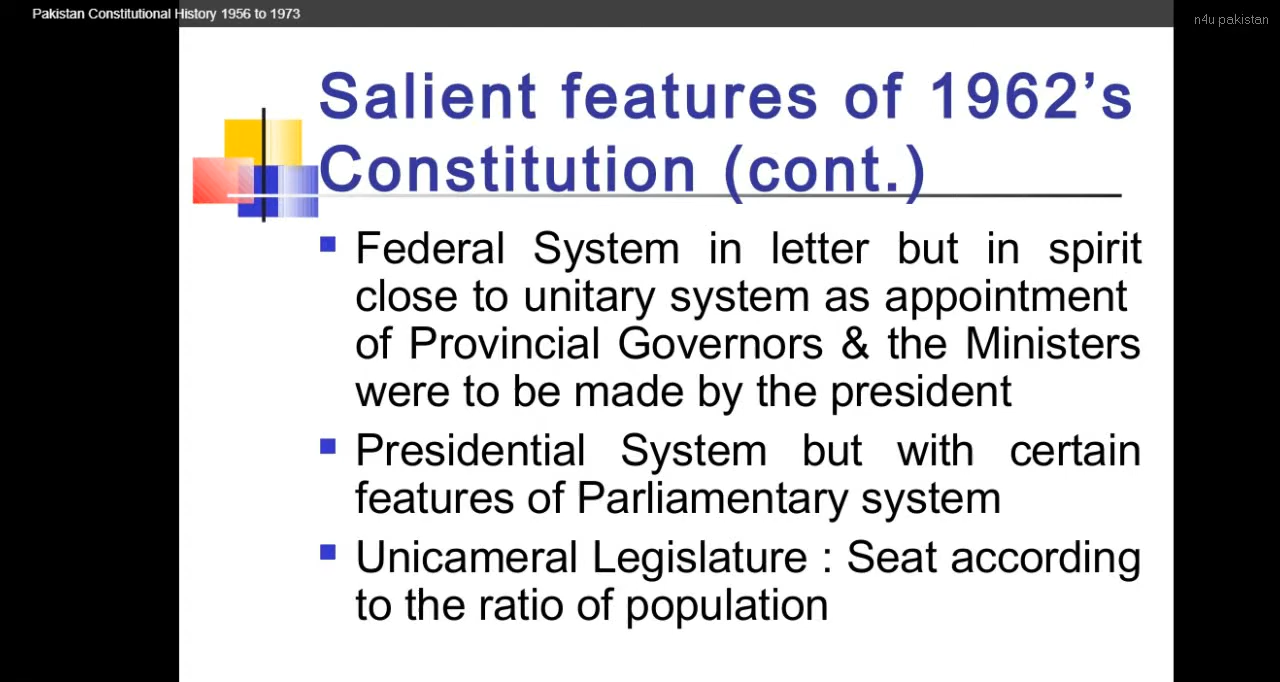 Pakistan Constitutional History 1956 to 1973
n4u pakistan
Salient features of 1962’s
Constitution (cont.)
Federal System in letter but in spirit
close to unitary system as appointment
of Provincial Governors & the Ministers
were to be made by the president
Presidential System but with certain
features of Parliamentary system
Unicameral Legislature : Seat according
to the ratio of population